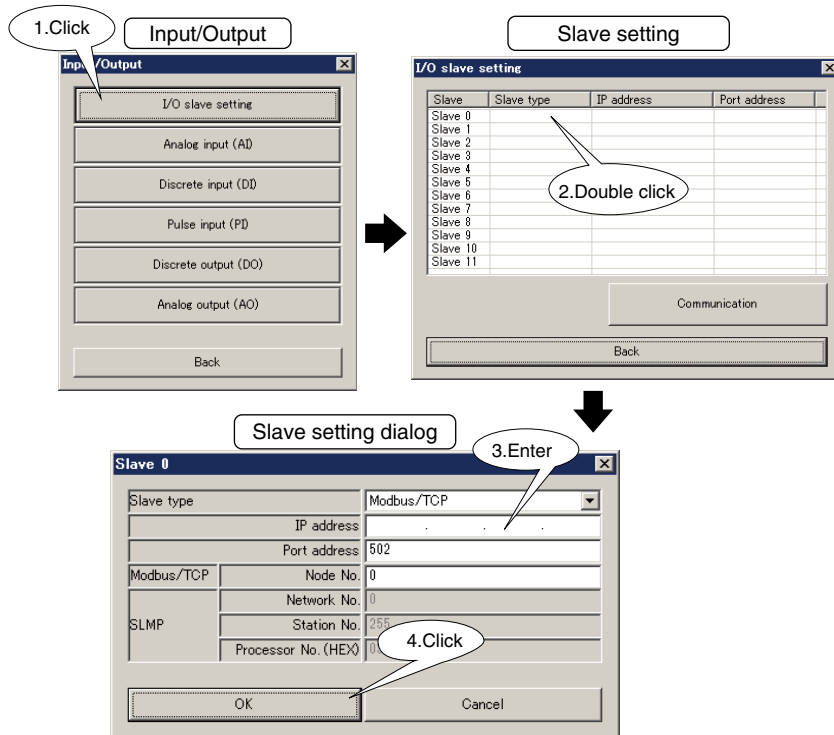 1.Click
Input/Output
Slave setting
Input/Output
I/O slave setting
Analog input (AI)
Discrete input (DI)
Pulse input (PI)
Discrete output (DO)
Analog output (AO)
Back
I/O slave setting
Slave Slave type IP address Port address
Slave 0
Slave 1
Slave 2
Slave 3
Slave 4
Slave 5
Slave 6
Slave 7
Slave 8
Slave 9
Slave 10
Slave 11
2.Double click
Communication
Back
Slave setting dialog
3.Enter
Slave 0
Slave type Modbus/TCP
IP address . . .
Port address 502
Modbus/TCP Node No. 0
Network No. 0
SLMP Station No. 255
4.Click
Processor No.(HEX)
OK Cancel